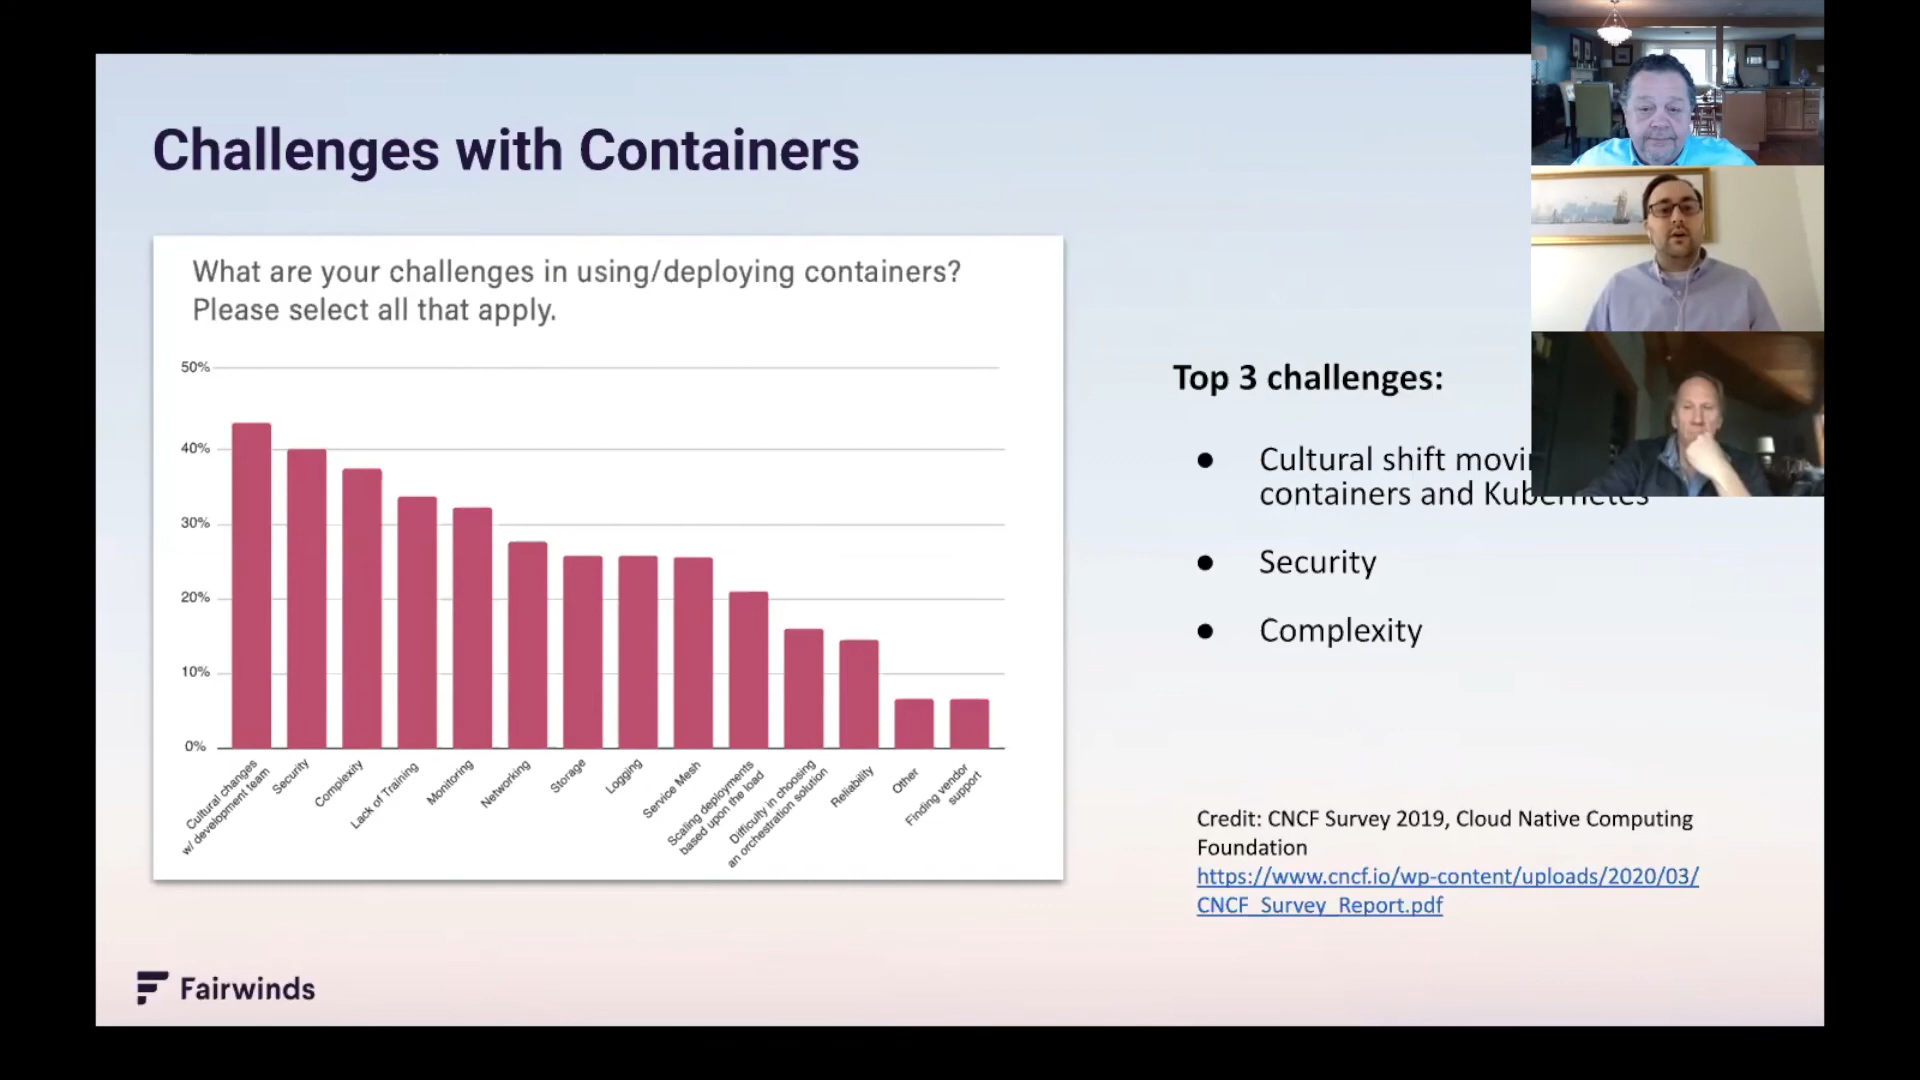 Challenges with Containers
What are your challenges in using/deploying containers?
Please select all that apply.
50%
40%
30%
20%
10%
0%
Cultural changes
w/ development team
Security
Complexity
Lack of Training
Monitoring
Networking
Storage
Logging
Service Mesh
Scaling deployments
based upon the load
Difficulty in choosing
an orchestration solution
Reliability
Other
Finding vendor
support
Top 3 challenges:
● Cultural shift
containers and Kubernetes
● Security
● Complexity
Credit: CNCF Survey 2019, Cloud Native Computing
Foundation
https://www.cncf.io/wp-content/uploads/2020/03/
CNCF_Survey_Report.pdf
Fairwinds